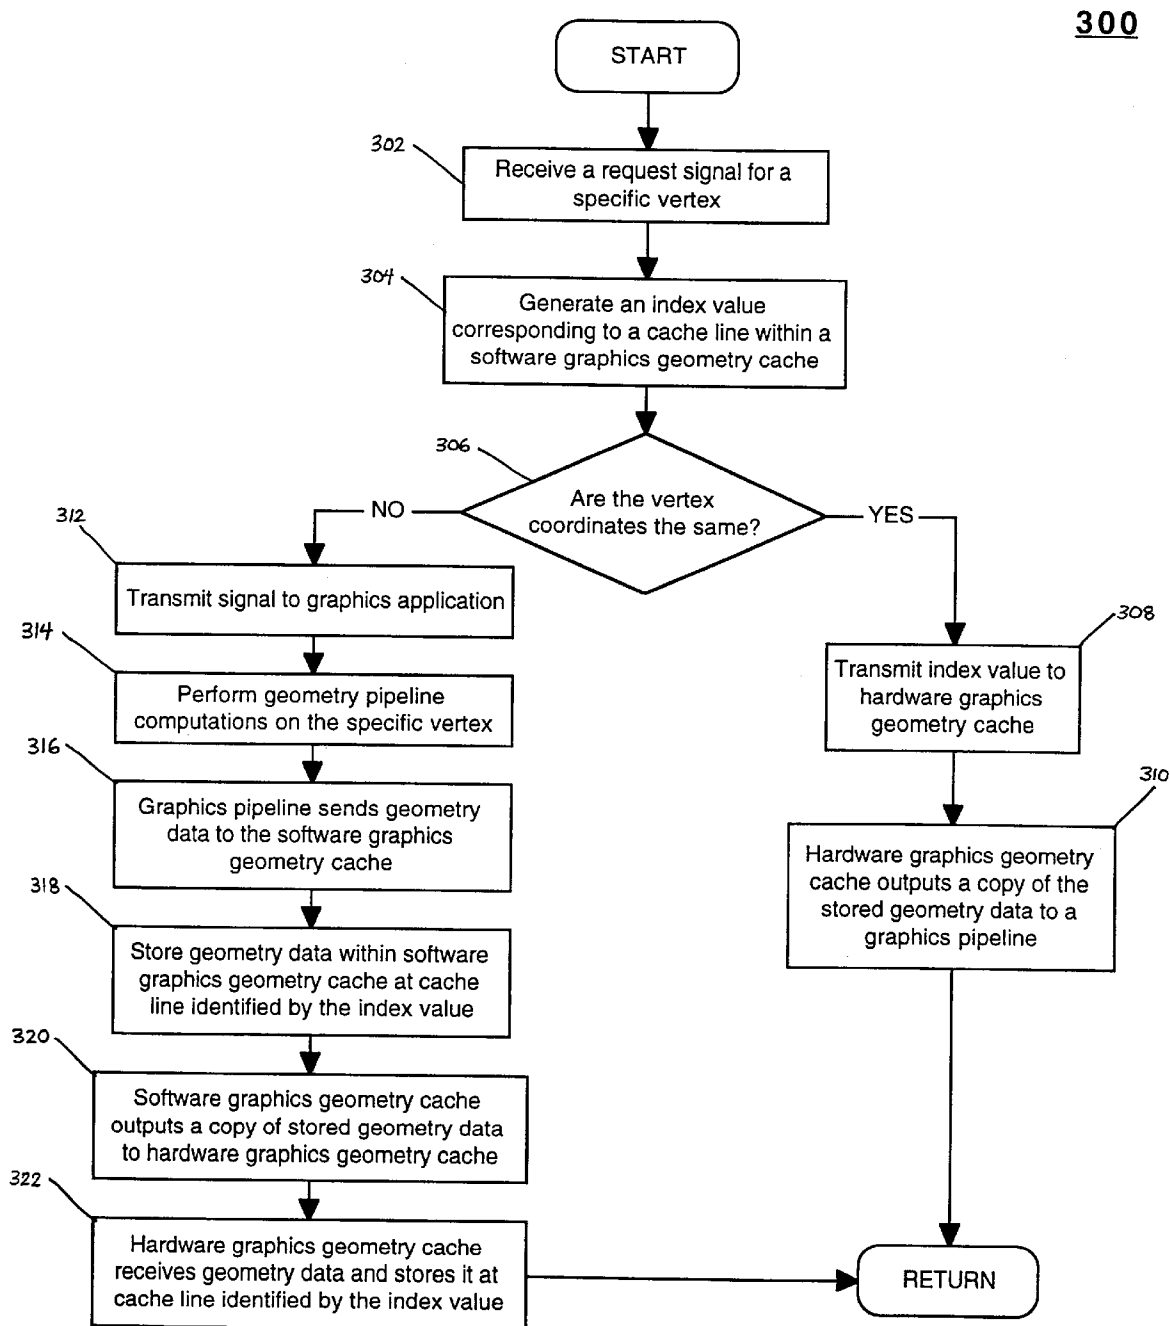 300
START
302
Receive a request signal for a
specific vertex
304
Generate an index value
corresponding to a cache line within a
software graphics geometry cache
306
Are the vertex
coordinates the same?
NO
YES
312
Transmit signal to graphics application
314
Perform geometry pipeline
computations on the specific vertex
316
Graphics pipeline sends geometry
data to the software graphics
geometry cache
318
Store geometry data within software
graphics geometry cache at cache
line identified by the index value
320
Software graphics geometry cache
outputs a copy of stored geometry data
to hardware graphics geometry cache
322
Hardware graphics geometry cache
receives geometry data and stores it at
cache line identified by the index value
308
Transmit index value to
hardware graphics
geometry cache
310
Hardware graphics geometry
cache outputs a copy of the
stored geometry data to a
graphics pipeline
RETURN